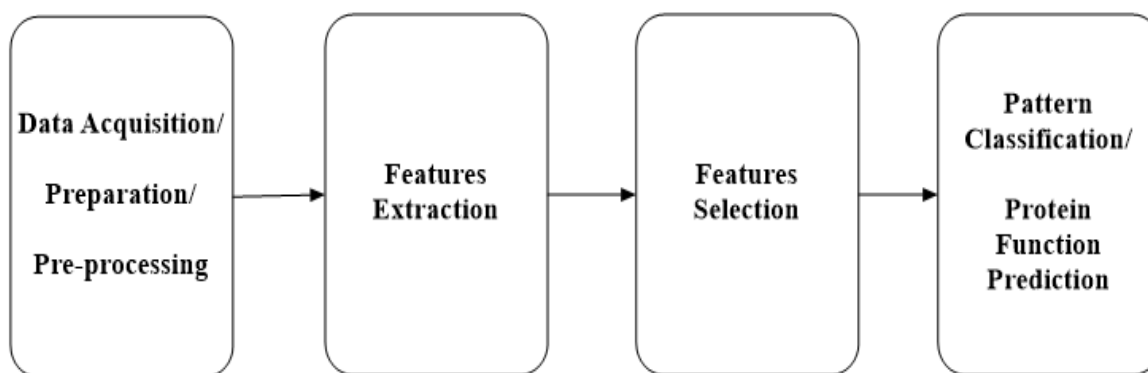 Data Acquisition/
Preparation/
Pre-processing
Features
Extraction
Features
Selection
Pattern
Classification/
Protein
Function
Prediction